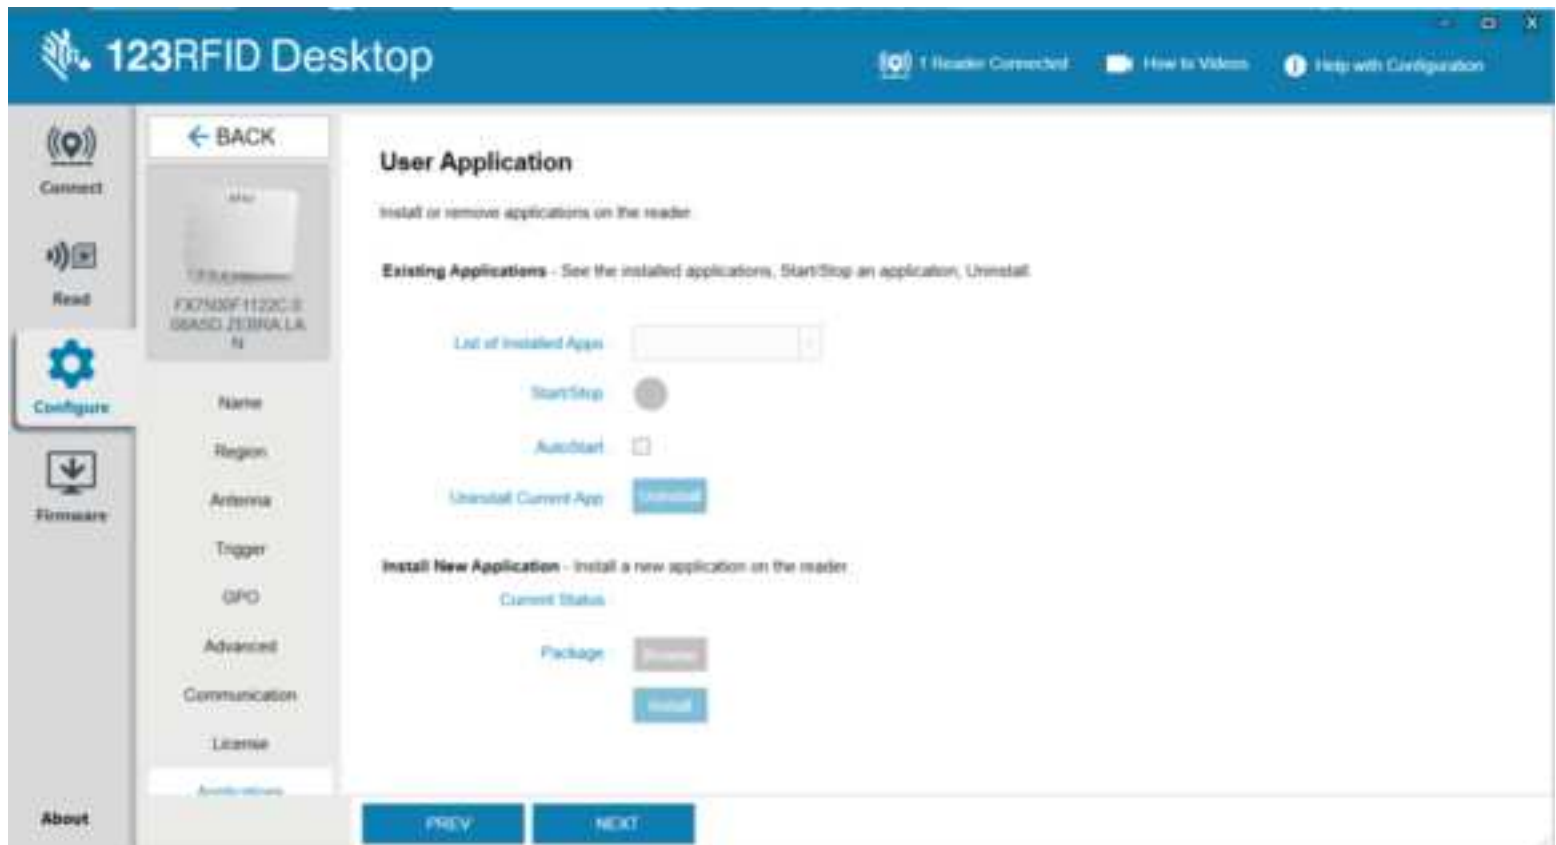 123RFID Desktop
1 Reader Connected
How to Videos
Help with Configuration
Connect
Read
Configure
Firmware
About
BACK
Name
Region
Antenna
Trigger
GPO
Advanced
Communication
License
Applications
User Application
Install or remove applications on the reader.
Existing Applications - See the installed applications, Start/Stop an application, Uninstall.
List of Installed Apps
Start/Stop
AutoStart
Uninstall Current App
Uninstall
Install New Application - Install a new application on the reader
Current Status
Package
Browse
Install
PREV
NEXT